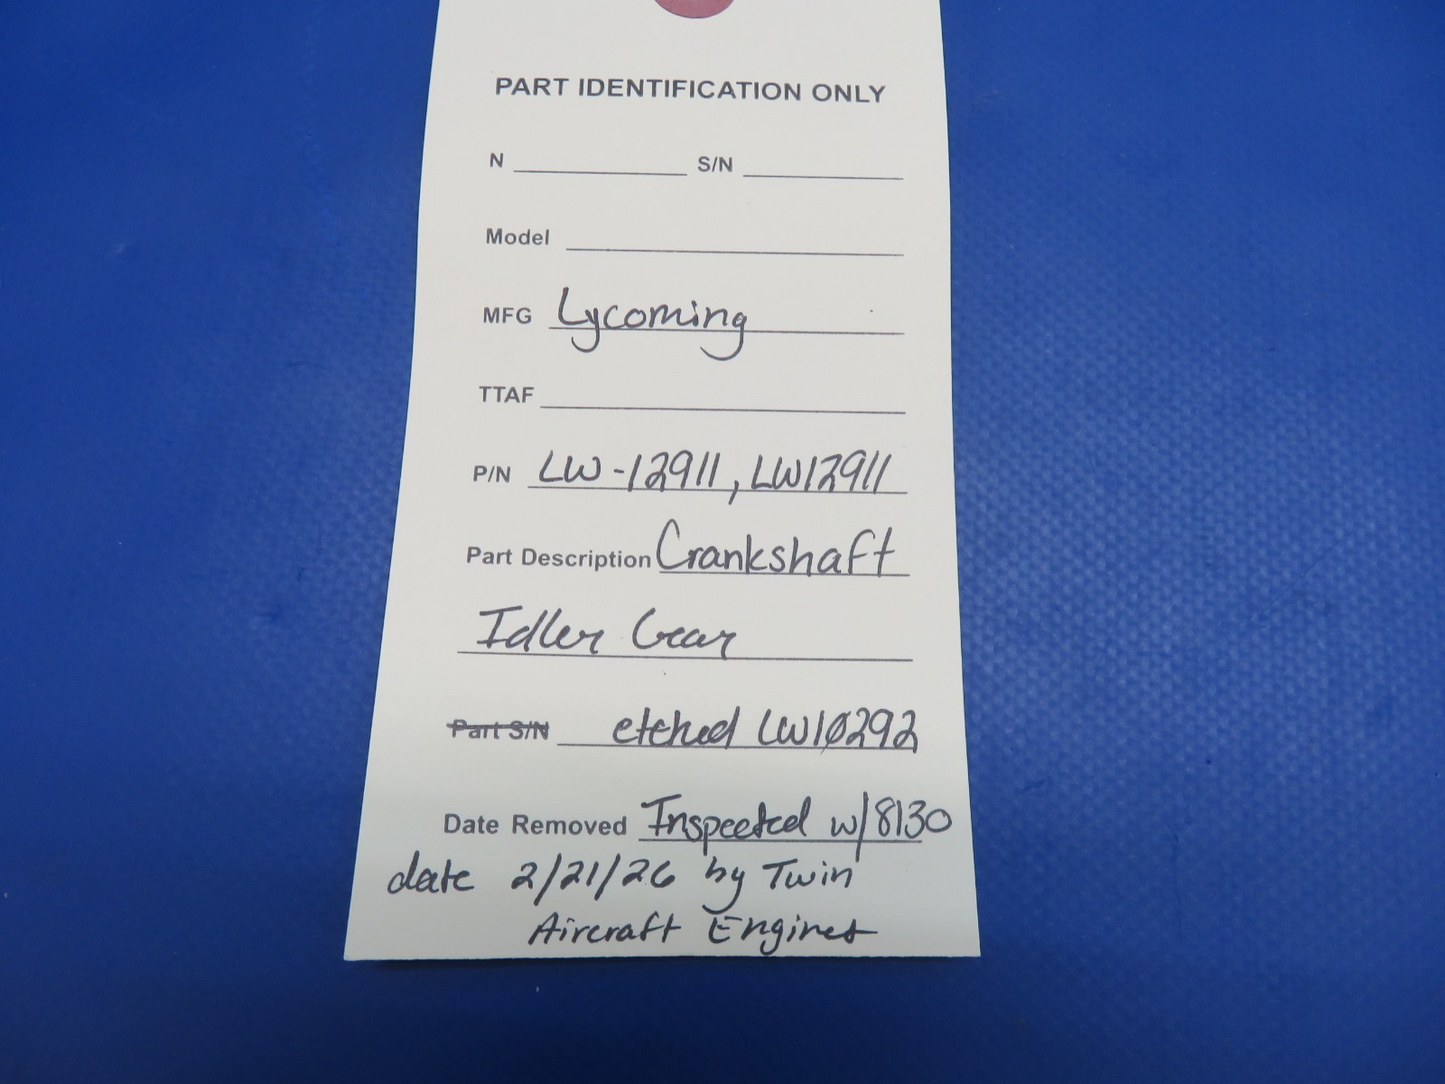 PART IDENTIFICATION ONLY
N S/N
Model
MFG Lycoming
TTAF
P/N LW-12911, LW12911
Part Description Crankshaft
Idler Gear
Part S/N etched LW10292
Date Removed Inspected w/8130
date 2/21/26 by Twin
Aircraft Engines